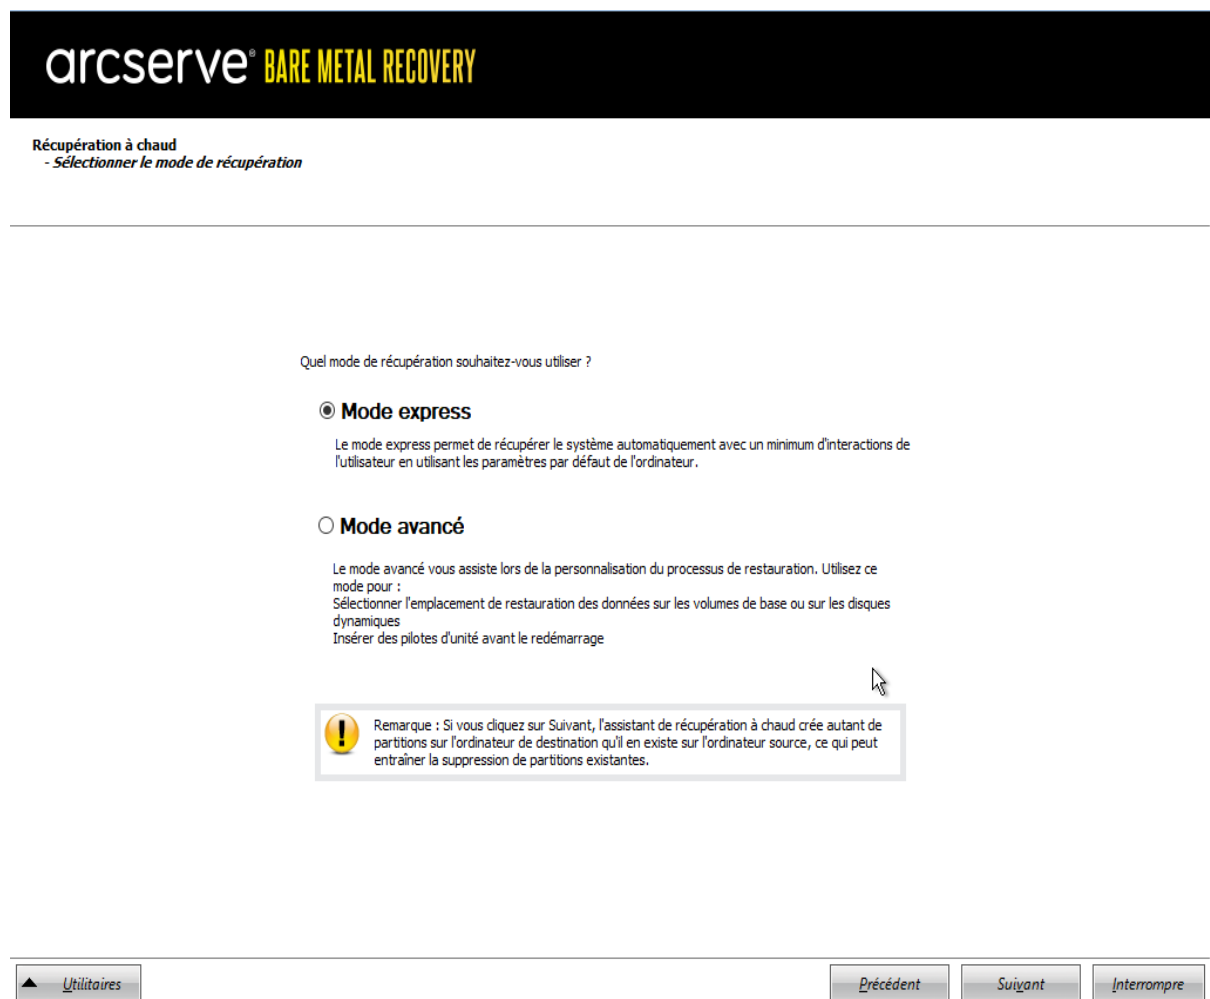 arcserve® BARE METAL RECOVERY
Récupération à chaud
- Sélectionner le mode de récupération
Quel mode de récupération souhaitez-vous utiliser ?
Mode express
Le mode express permet de récupérer le système automatiquement avec un minimum d'interactions de
l'utilisateur en utilisant les paramètres par défaut de l'ordinateur.
Mode avancé
Le mode avancé vous assiste lors de la personnalisation du processus de restauration. Utilisez ce
mode pour :
Sélectionner l'emplacement de restauration des données sur les volumes de base ou sur les disques
dynamiques
Insérer des pilotes d'unité avant le redémarrage
Remarque : Si vous cliquez sur Suivant, l'assistant de récupération à chaud crée autant de
partitions sur l'ordinateur de destination qu'il en existe sur l'ordinateur source, ce qui peut
entraîner la suppression de partitions existantes.
Utilitaires
Précédent
Suivant
Interrompre